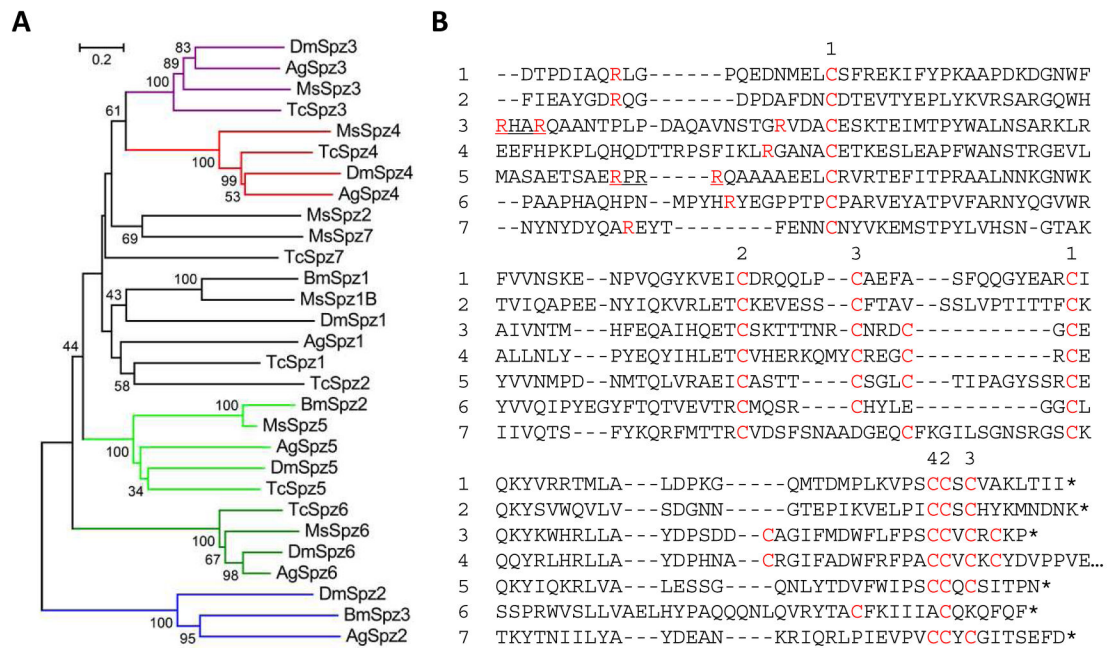 A
0.2
83
89
100
61
100
99
53
69
100
43
58
44
100
100
34
100
67
98
100
95
DmSpz3
AgSpz3
MsSpz3
TcSpz3
MsSpz4
TcSpz4
DmSpz4
AgSpz4
MsSpz2
MsSpz7
TcSpz7
BmSpz1
MsSpz1B
DmSpz1
AgSpz1
TcSpz1
TcSpz2
BmSpz2
MsSpz5
AgSpz5
DmSpz5
TcSpz5
TcSpz6
MsSpz6
DmSpz6
AgSpz6
DmSpz2
BmSpz3
AgSpz2
B
1
1 --DTPDIAQRLG------PQEDNMELCSFREKIFYPKAAPDKDGNWF
2 --FIEAYGDRQG------DPDAFDNCDTEVTYEPLYKVRSARGQWH
3 RHARQAANTPLP-DAQAVNSTGRVDACESKTEIMTPYWALNSARKLR
4 EEFHPKPLQHQDTTRPSFIKLRGANACETKESLEAPFWANSTRGEVL
5 MASAETSAERPR-----RQAAAAEELCRVRTEFITPRAALNNKGNWK
6 --PAAPHAQHPN--MPYHRYEGPPTPCPARVEYATPVFARNYQGVWR
7 --NYNYDYQAREYT--------FENNCNYVKEMSTPYLVHSN-GTAK
2 3 1
1 FVVNSKE--NPVQGYKVEICDRQQLP--CAEFA---SFQQGYEARCI
2 TVIQAPEE-NYIQKVRLETCKEVESS--CFTAV--SSLVPTITTFCK
3 AIVNTM---HFEQAIHQETCSKTTTNR-CNRDC-----------GCE
4 ALLNLY---PYEQYIHLETCVHERKQMYCREGC-----------RCE
5 YVVNMPD--NMTQLVRAEICASTT----CSGLC---TIPAGYSSRCE
6 YVVQIPYEGYFTQTVEVTRCMQSR----CHYLE----------GGCL
7 IIVQTS---FYKQRFMTTRCVDSFSNAADGEQCFKGILSGNSRGSCK
42 3
1 QKYVRRTMLA---LDPKG-----QMTDMPLKVPSCCSCVAKLTII*
2 QKYSVWQVLV---SDGNN-----GTEPIKVELPICCSCHYKMNDNK*
3 QKYKWHRLLA---YDPSDD--CAGIFMDWFLFPSCCVCRCKP*
4 QQYRLHRLLA---YDPHNA--CRGIFADWFRFPACCVCKCYDVPPVE…
5 QKYIQKRLVA---LESSG----QNLYTDVFWIPSCCQCSITPN*
6 SSPRWVSLLVAELHYPAQQQNLQVRYTACFKIIIIACQKQFQF*
7 TKYTNIILYA---YDEAN----KRIQRLPIEVPVCCYCGITSEFD*